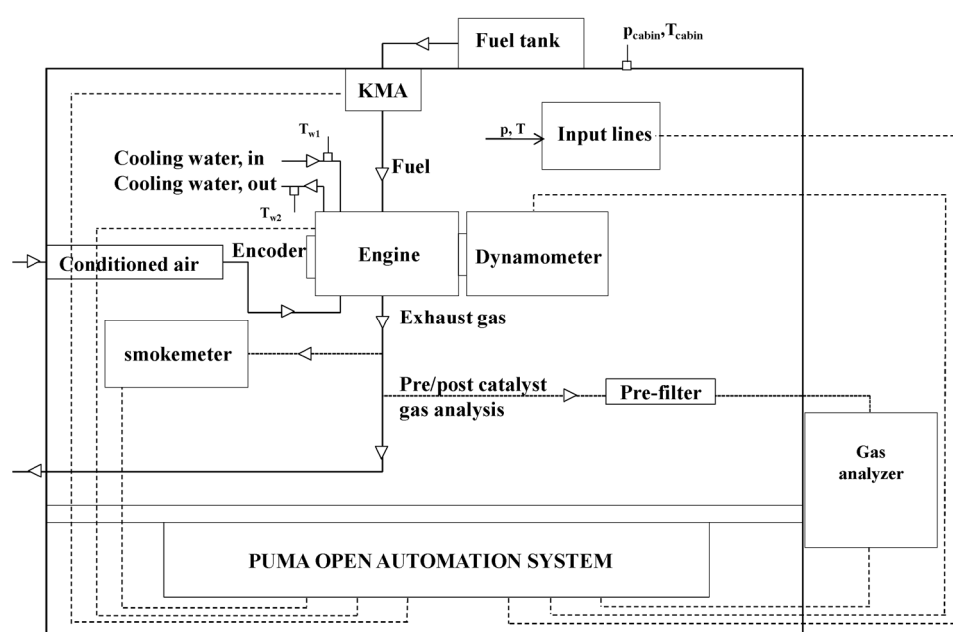 Fuel tank
pcabin,Tcabin
KMA
p, T
Input lines
Tw1
Cooling water, in
Cooling water, out
Tw2
Fuel
Encoder
Engine
Dynamometer
Conditioned air
Exhaust gas
smokemeter
Pre/post catalyst
gas analysis
Pre-filter
Gas
analyzer
PUMA OPEN AUTOMATION SYSTEM